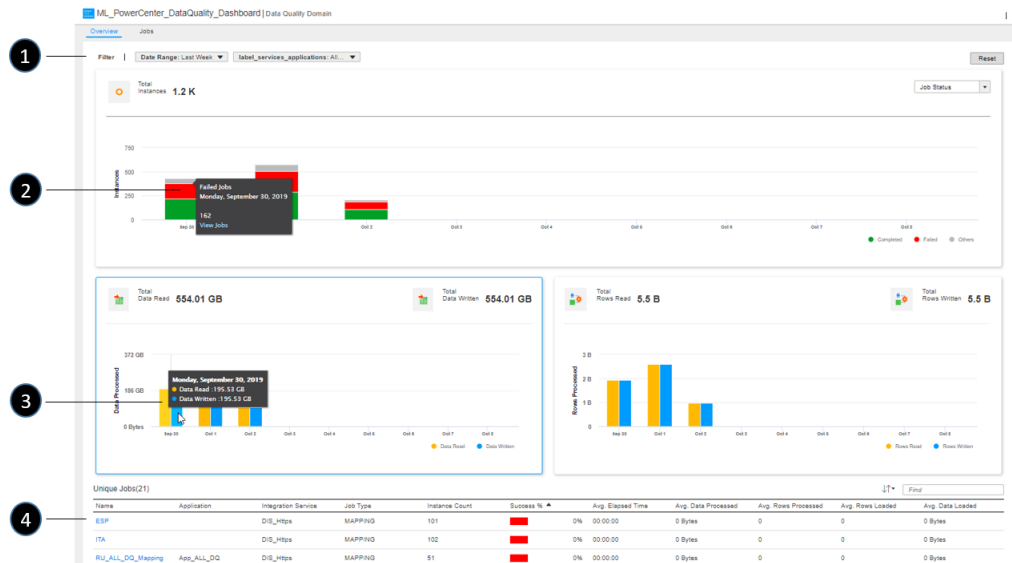 ML_PowerCenter_DataQuality_Dashboard | Data Quality Domain
Overview Jobs
1
Filter | Date Range: Last Week label_services_applications: All... Reset
Total
Instances 1.2 K
Job Status
750
500
250
0
Instances
2
Failed Jobs
Monday, September 30, 2019
162
View Jobs
Sep 30 Oct 2 Oct 3 Oct 4 Oct 5 Oct 6 Oct 7 Oct 8
Completed Failed Others
Total
Data Read 554.01 GB
Total
Data Written 554.01 GB
Total
Rows Read 5.5 B
Total
Rows Written 5.5 B
372 GB
186 GB
0 Bytes
Data Processed
3
Monday, September 30, 2019
Data Read :195.53 GB
Data Written :195.53 GB
Sep 30 Oct 1 Oct 2 Oct 3 Oct 4 Oct 5 Oct 6 Oct 7 Oct 8
Data Read Data Written
3 B
2 B
1 B
0
Rows Processed
Sep 30 Oct 1 Oct 2 Oct 3 Oct 4 Oct 5 Oct 6 Oct 7 Oct 8
Rows Read Rows Written
Unique Jobs(21) Find
Name Application Integration Service Job Type Instance Count Success % Avg. Elapsed Time Avg. Data Processed Avg. Rows Processed Avg. Rows Loaded Avg. Data Loaded
4
ESP DIS_Https MAPPING 101 0% 00:00:00 0 Bytes 0 0 0 Bytes
ITA DIS_Https MAPPING 102 0% 00:00:00 0 Bytes 0 0 0 Bytes
RU_ALL_DQ_Mapping App_ALL_DQ DIS_Https MAPPING 51 0% 00:00:00 0 Bytes 0 0 0 Bytes